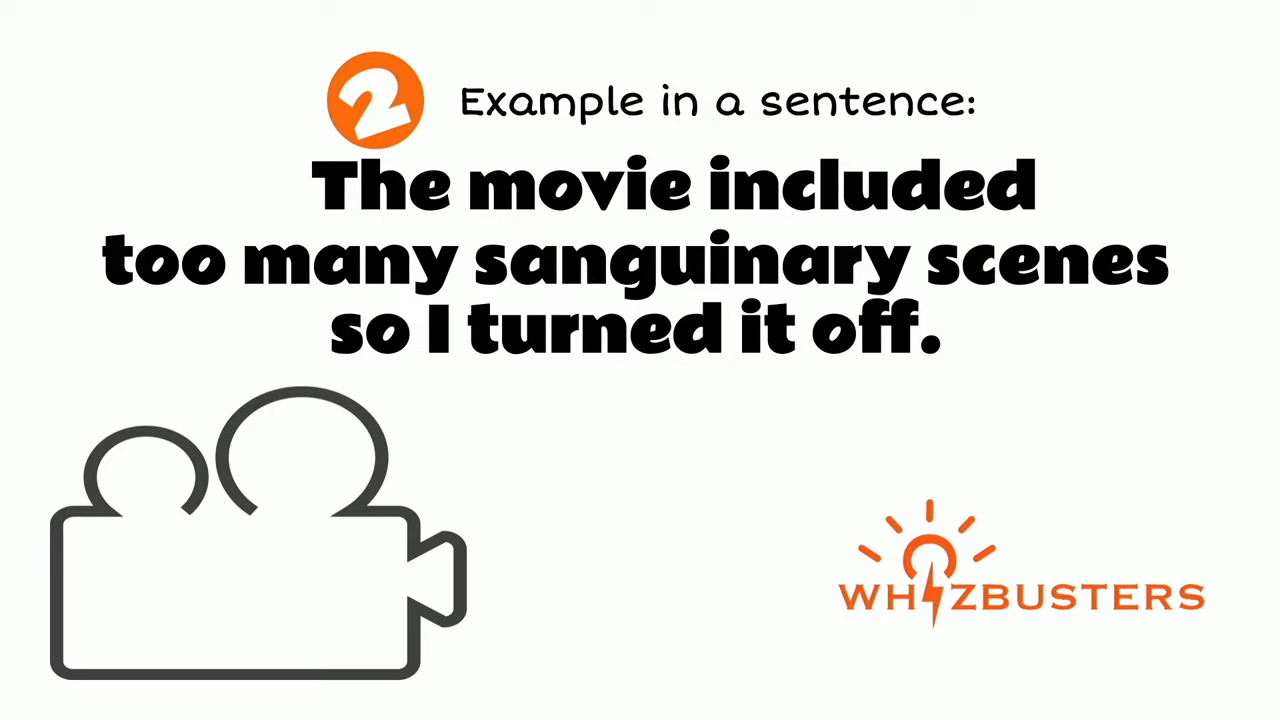 2 Example in a sentence:
The movie included
too many sanguinary scenes
so I turned it off.
WHIZBUSTERS